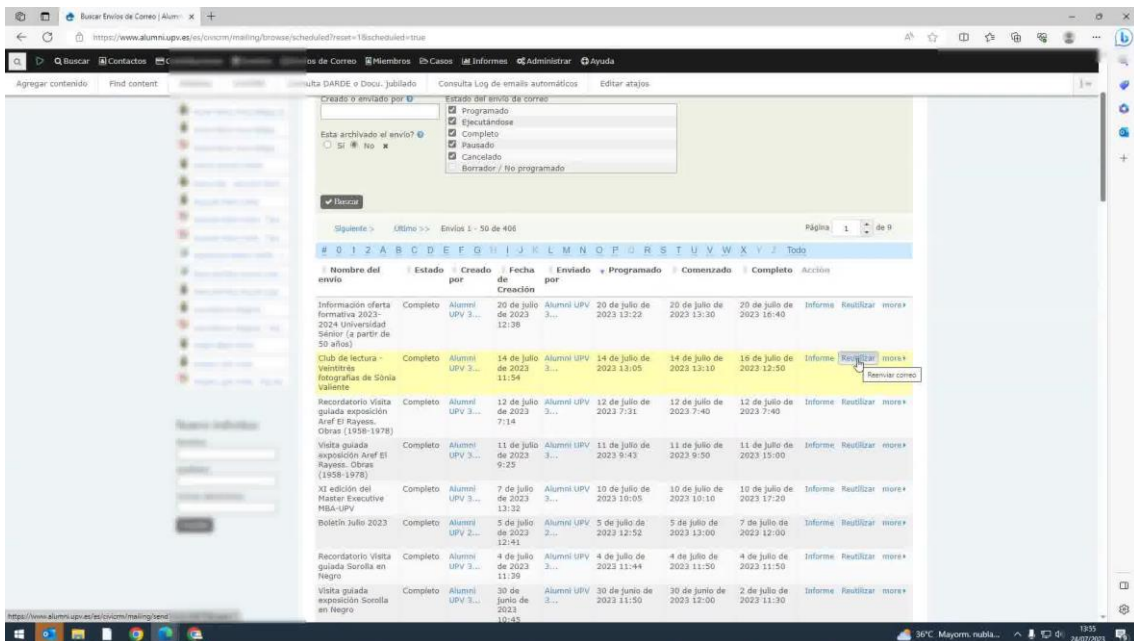 Buscar Envíos de Correo | Alumn
https://www.alumni.upv.es/es/civicrm/mailing/browse/scheduled?reset=1&scheduled=true
Buscar Contactos os de Correo Miembros Casos Informes Administrar Ayuda
Agregar contenido Find content ulta DARDE o Docu. jubilado Consulta Log de emails automáticos Editar atajos
Creado o enviado por Estado del envío de correo
Programado
Ejecutándose
Esta archivado el envío? Completo
Sí No x Pausado
Cancelado
Borrador / No programado
Buscar
Siguiente > Último >> Envíos 1 - 50 de 406 Página 1 de 9
# 0 1 2 A B C D E F G H I J K L M N O P Q R S T U V W X Y Z Todo
Nombre del Estado Creado Fecha Enviado Programado Comenzado Completo Acción
envío por de por
Creación
Información oferta Completo Alumni 20 de julio Alumni UPV 20 de julio de 20 de julio de 20 de julio de Informe Reutilizar more
formativa 2023- UPV 3... de 2023 3... 2023 13:22 2023 13:30 2023 16:40
2024 Universidad 12:38
Sénior (a partir de
50 años)
Club de lectura - Completo Alumni 14 de julio Alumni UPV 14 de julio de 14 de julio de 16 de julio de Informe Reutilizar more
Veintitrés UPV 3... de 2023 3... 2023 13:05 2023 13:10 2023 12:50
fotografías de Sònia 11:54 Reenviar correo
Valiente
Recordatorio Visita Completo Alumni 12 de julio Alumni UPV 12 de julio de 12 de julio de 12 de julio de Informe Reutilizar more
guiada exposición UPV 3... de 2023 3... 2023 7:31 2023 7:40 2023 7:40
Aref El Rayess. 7:14
Obras (1958-1978)
Visita guiada Completo Alumni 11 de julio Alumni UPV 11 de julio de 11 de julio de 11 de julio de Informe Reutilizar more
exposición Aref El UPV 3... de 2023 3... 2023 9:43 2023 9:50 2023 15:00
Rayess. Obras 9:25
(1958-1978)
XI edición del Completo Alumni 7 de julio Alumni UPV 10 de julio de 10 de julio de 10 de julio de Informe Reutilizar more
Master Executive UPV 3... de 2023 3... 2023 10:05 2023 10:10 2023 17:20
MBA-UPV 13:32
Boletín Julio 2023 Completo Alumni 5 de julio Alumni UPV 5 de julio de 5 de julio de 7 de julio de Informe Reutilizar more
UPV 2... de 2023 2... 2023 12:52 2023 13:00 2023 12:00
12:41
Recordatorio Visita Completo Alumni 4 de julio Alumni UPV 4 de julio de 4 de julio de 4 de julio de Informe Reutilizar more
guiada Sorolla en UPV 3... de 2023 3... 2023 11:44 2023 11:50 2023 11:50
Negro 11:39
Visita guiada Completo Alumni 30 de Alumni UPV 30 de junio de 30 de junio de 2 de julio de Informe Reutilizar more
exposición Sorolla UPV 3... junio de 3... 2023 11:50 2023 12:00 2023 11:30
en Negro 2023
10:45
https://www.alumni.upv.es/es/civicrm/mailing/send
36°C Mayorm. nubla... 13:55
24/07/2023